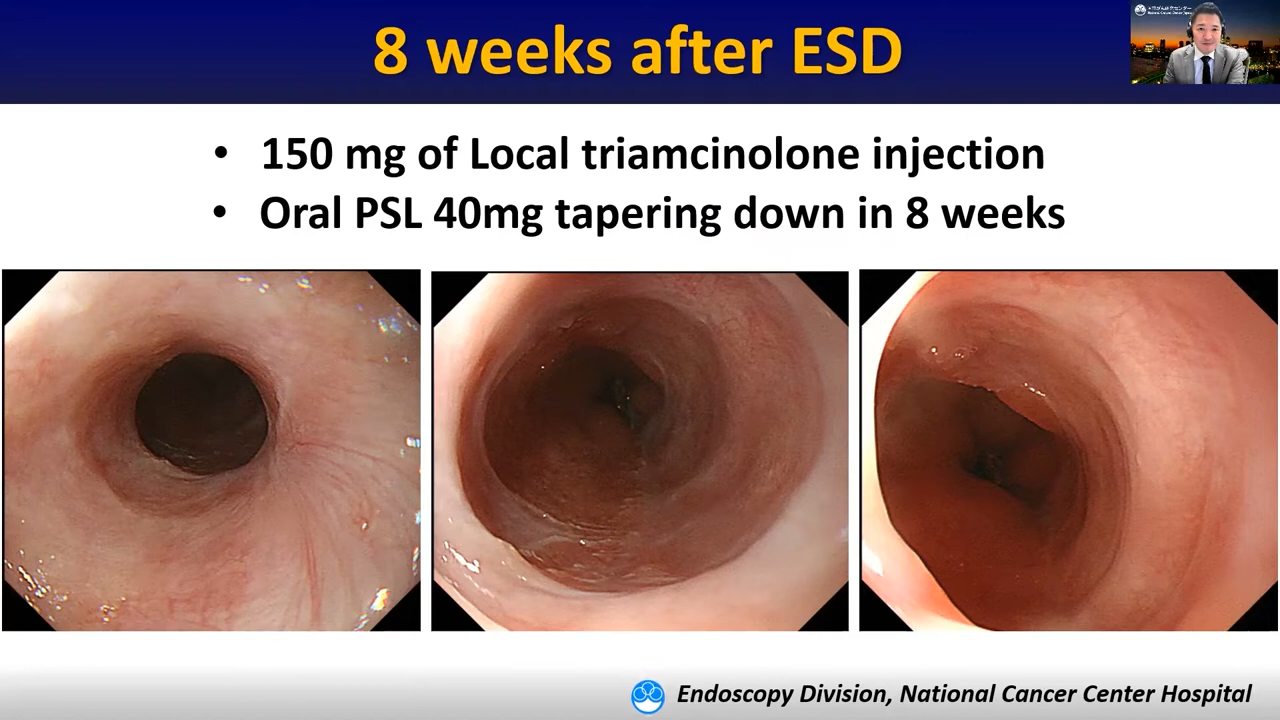 8 weeks after ESD
• 150 mg of Local triamcinolone injection
• Oral PSL 40mg tapering down in 8 weeks
Endoscopy Division, National Cancer Center Hospital